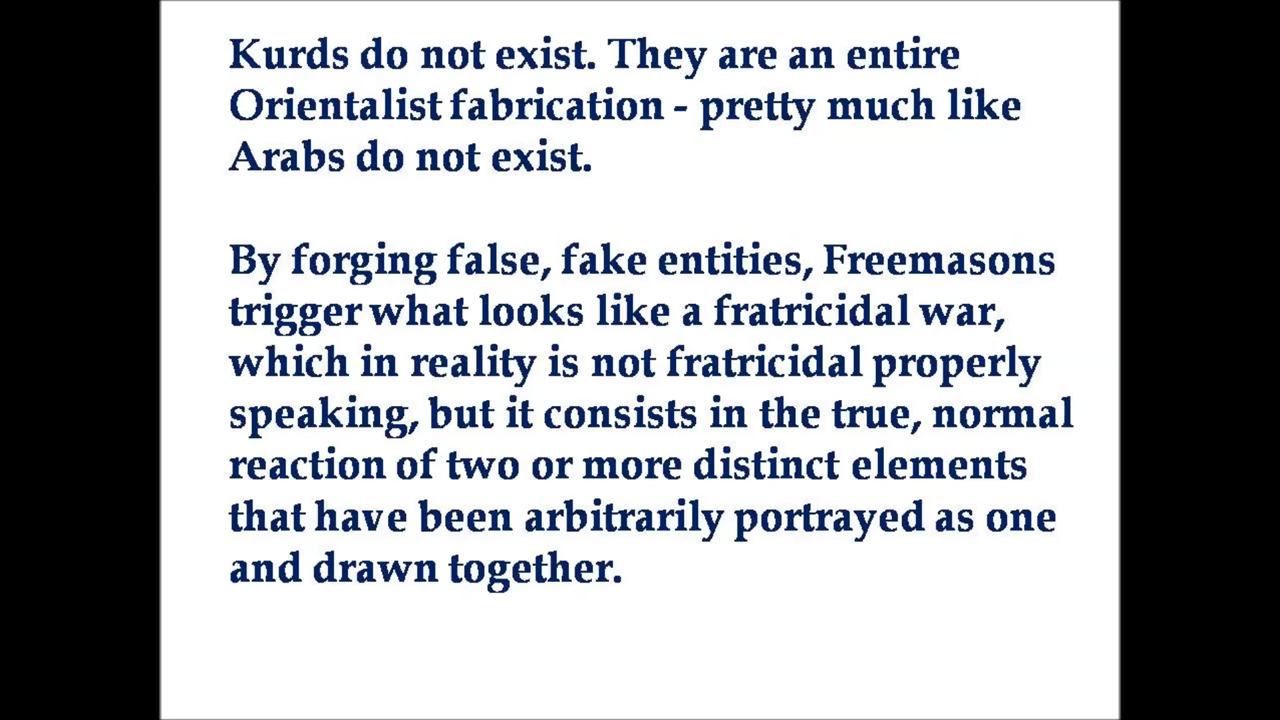 Kurds do not exist. They are an entire
Orientalist fabrication - pretty much like
Arabs do not exist.
By forging false, fake entities, Freemasons
trigger what looks like a fratricidal war,
which in reality is not fratricidal properly
speaking, but it consists in the true, normal
reaction of two or more distinct elements
that have been arbitrarily portrayed as one
and drawn together.